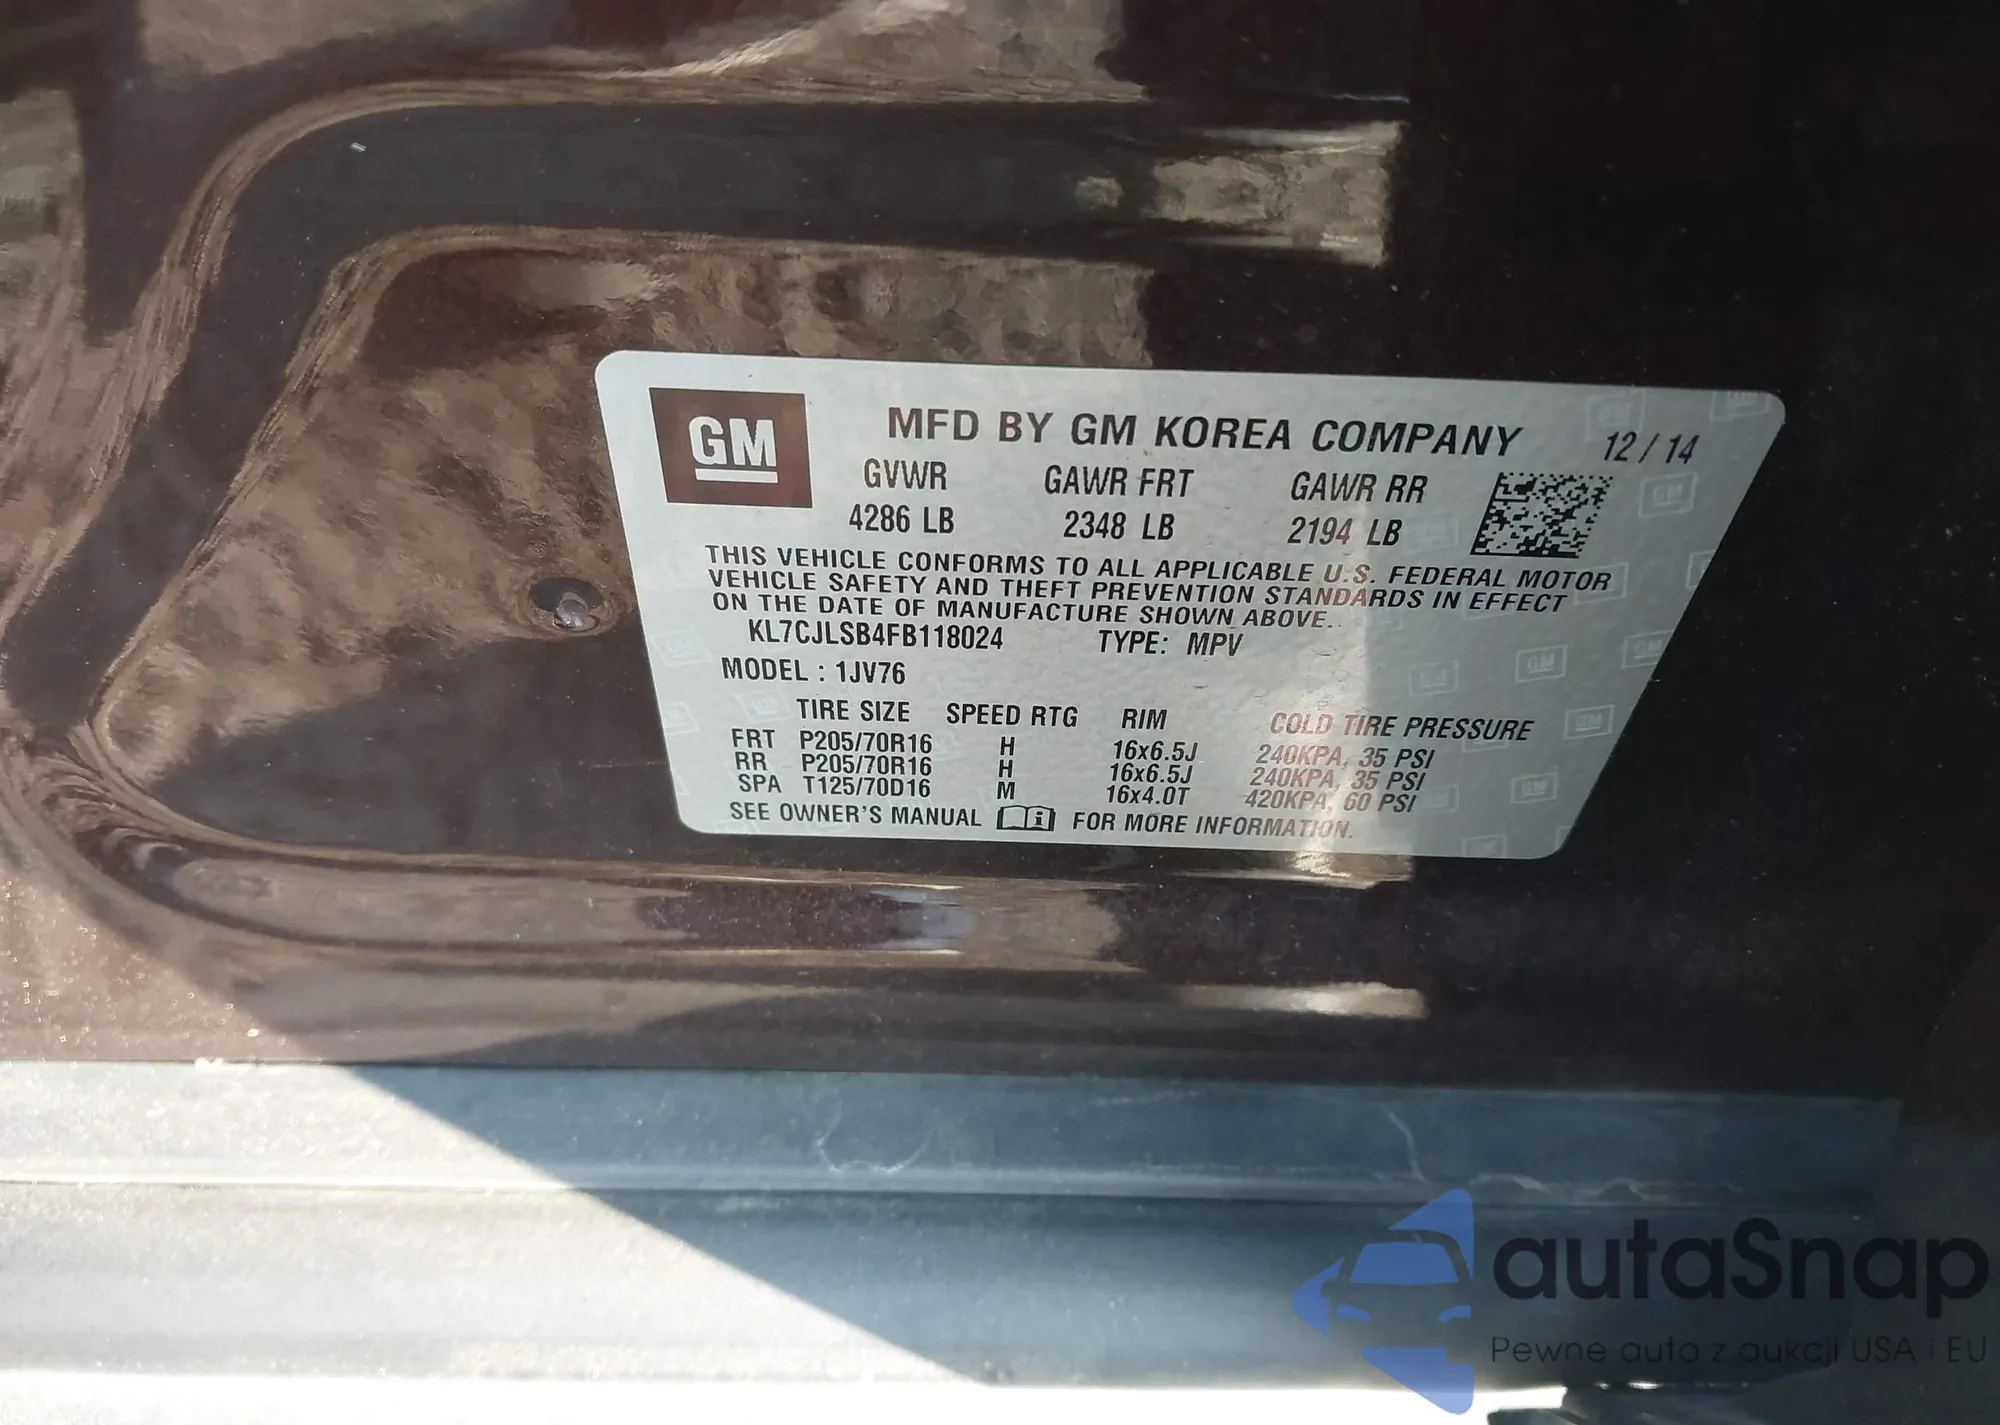 GM
MFD BY GM KOREA COMPANY 12 / 14
GVWR GAWR FRT GAWR RR
4286 LB 2348 LB 2194 LB
THIS VEHICLE CONFORMS TO ALL APPLICABLE U.S. FEDERAL MOTOR
VEHICLE SAFETY AND THEFT PREVENTION STANDARDS IN EFFECT
ON THE DATE OF MANUFACTURE SHOWN ABOVE.
KL7CJLSB4FB118024 TYPE: MPV
MODEL : 1JV76
TIRE SIZE SPEED RTG RIM COLD TIRE PRESSURE
FRT P205/70R16 H 16x6.5J 240KPA, 35 PSI
RR P205/70R16 H 16x6.5J 240KPA, 35 PSI
SPA T125/70D16 M 16x4.0T 420KPA, 60 PSI
SEE OWNER'S MANUAL i FOR MORE INFORMATION.
autaSnap
Pewne auta z aukcji USA i EU